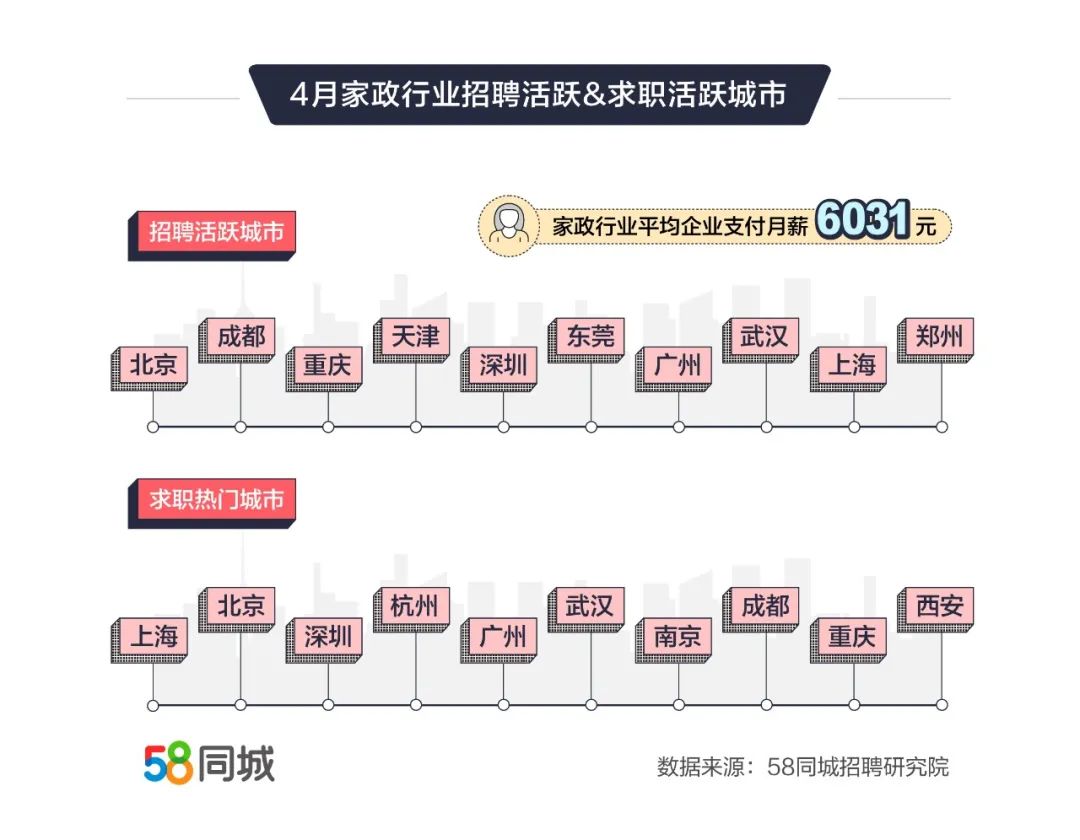 4月家政行业招聘活跃&求职活跃城市
招聘活跃城市
家政行业平均企业支付月薪 6031 元
北京
成都
重庆
天津
深圳
东莞
广州
武汉
上海
郑州
求职热门城市
上海
北京
深圳
杭州
广州
武汉
南京
成都
重庆
西安
58同城
数据来源：58同城招聘研究院